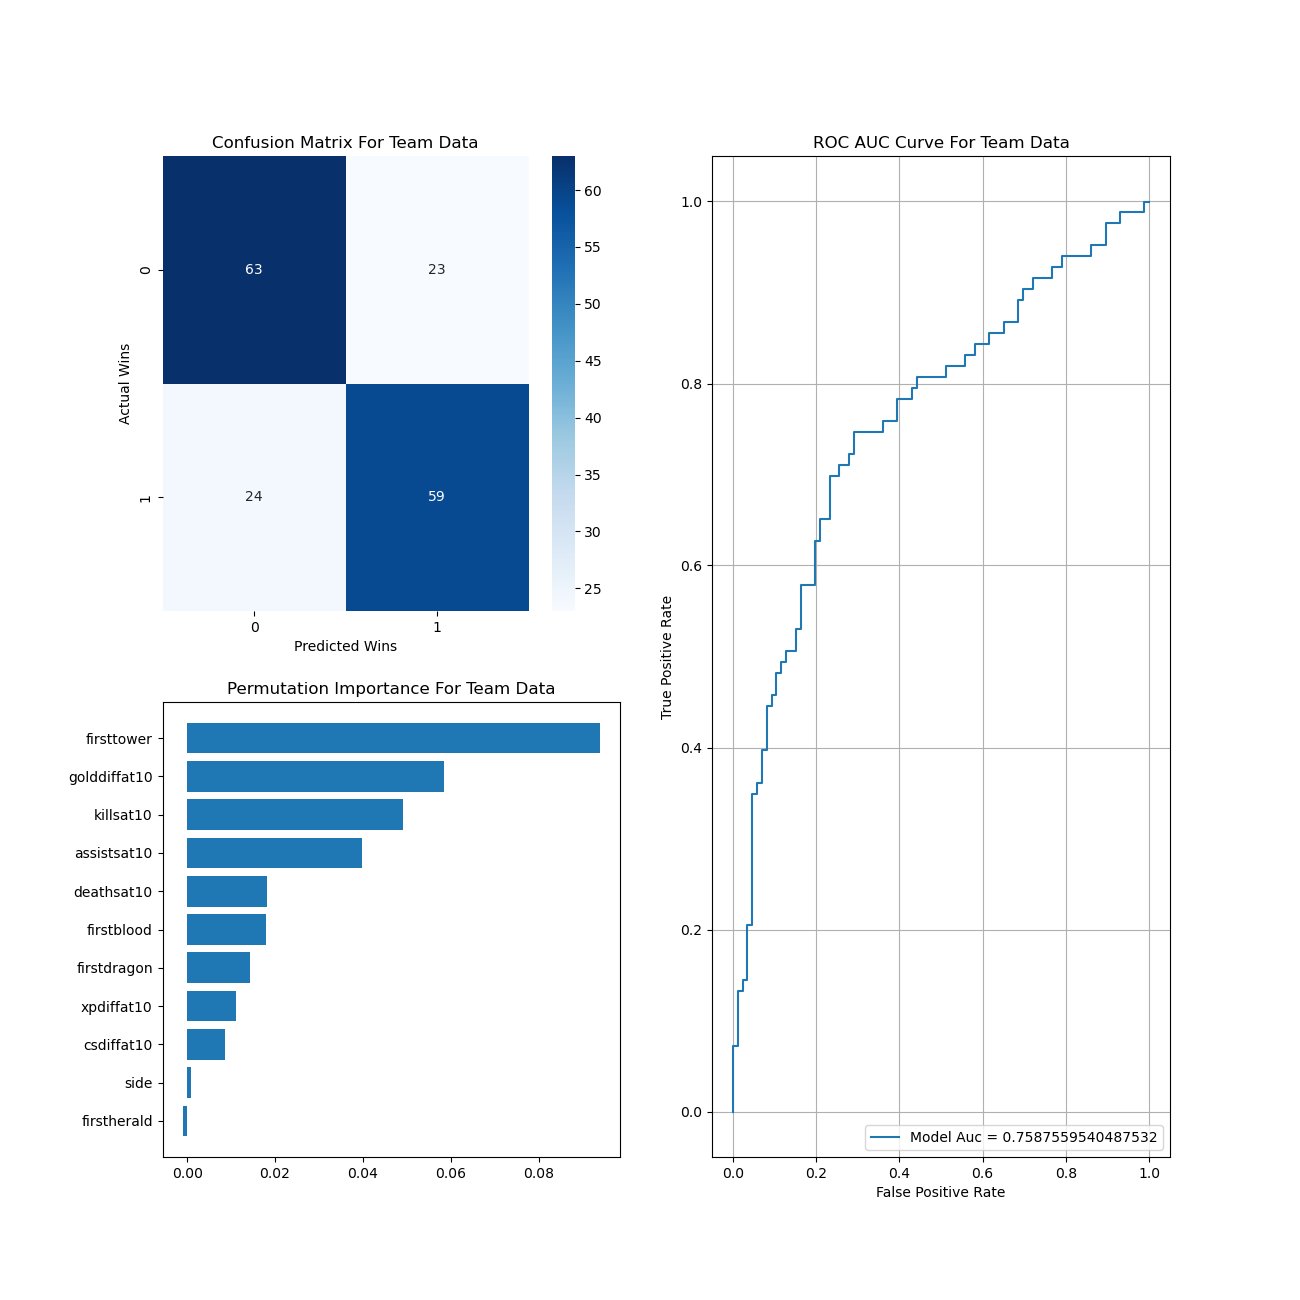 Confusion Matrix For Team Data
Actual Wins
0
1
63 23
24 59
0 1
Predicted Wins
60
55
50
45
40
35
30
25
Permutation Importance For Team Data
firsttower
golddiffat10
killsat10
assistsat10
deathsat10
firstblood
firstdragon
xpdiffat10
csdiffat10
side
firstherald
0.00 0.02 0.04 0.06 0.08
ROC AUC Curve For Team Data
True Positive Rate
1.0
0.8
0.6
0.4
0.2
0.0
Model Auc = 0.7587559540487532
0.0 0.2 0.4 0.6 0.8 1.0
False Positive Rate